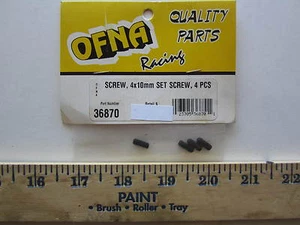 OFNA
Racing
QUALITY
PARTS
SCREW, 4x10mm SET SCREW, 4 PCS
Part Number
36870
16 17 18 19 20 21 22
PAINT
- Brush - Roller - Tray